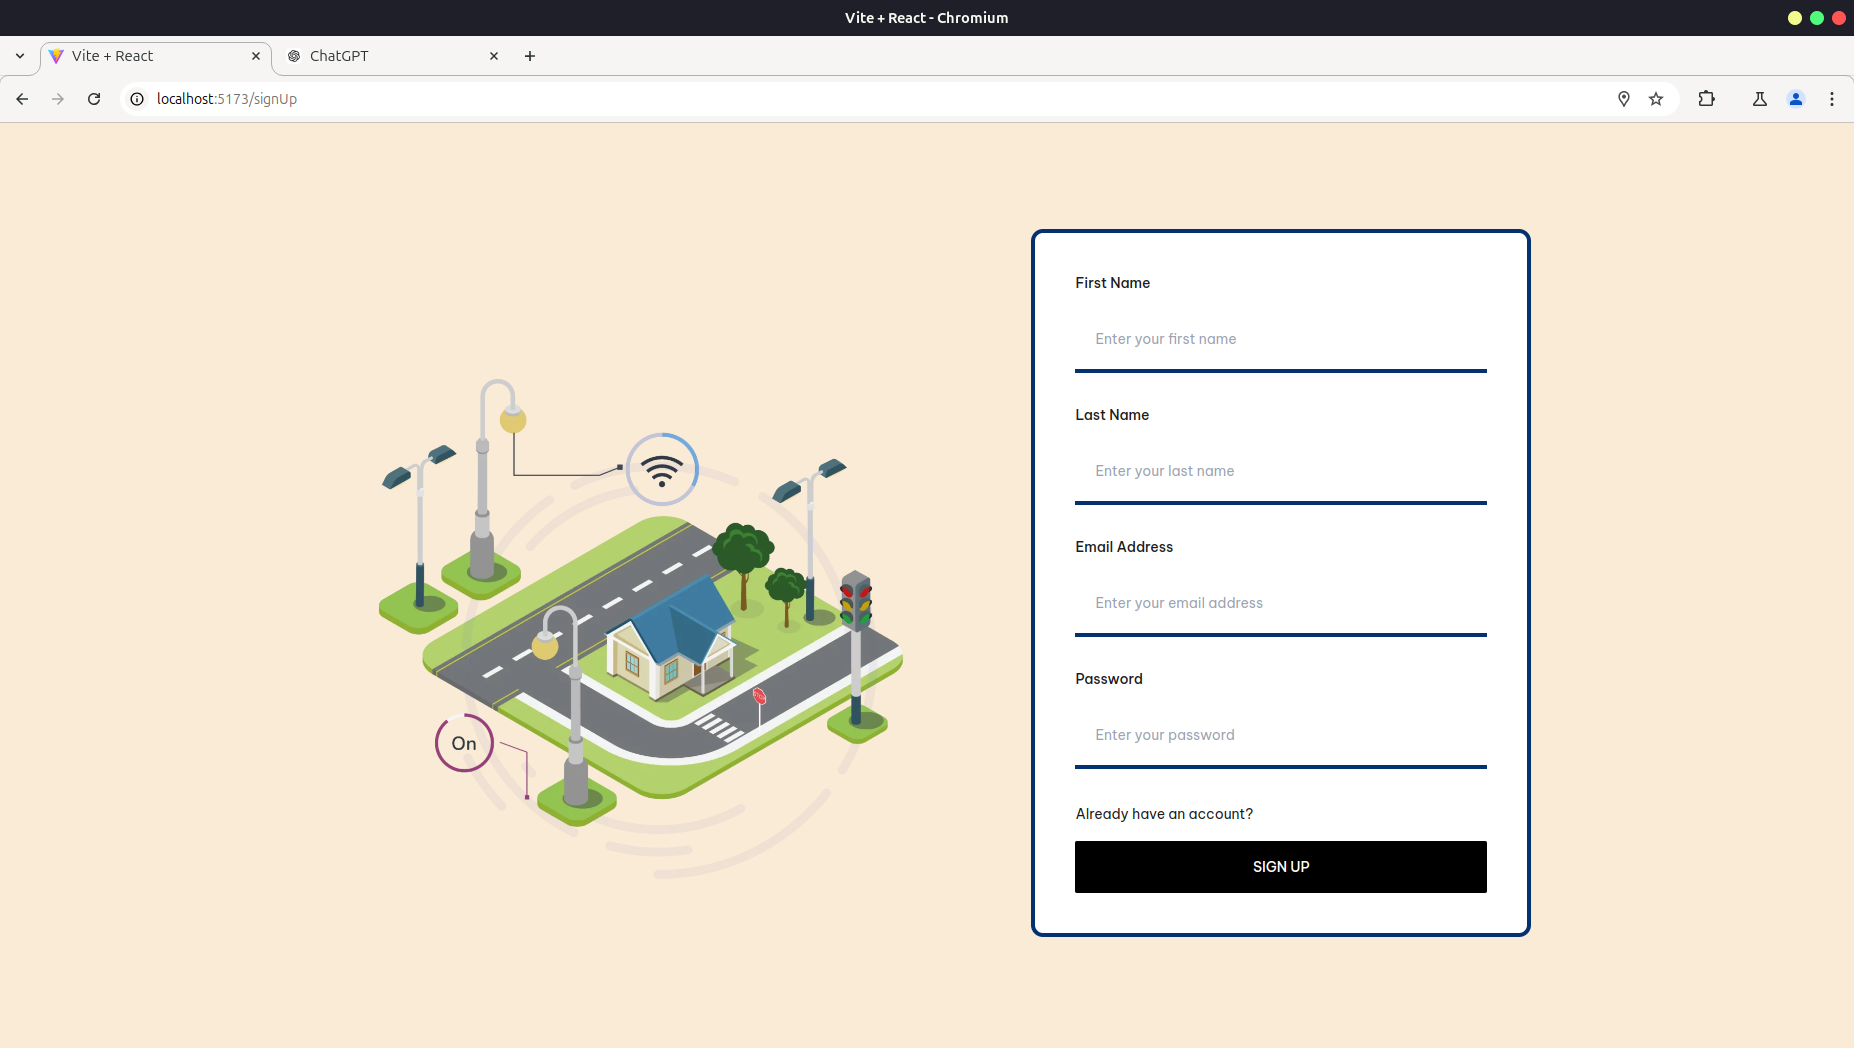 Vite + React - Chromium
Vite + React
ChatGPT
localhost:5173/signUp
First Name
Enter your first name
Last Name
Enter your last name
Email Address
Enter your email address
Password
Enter your password
Already have an account?
SIGN UP
On